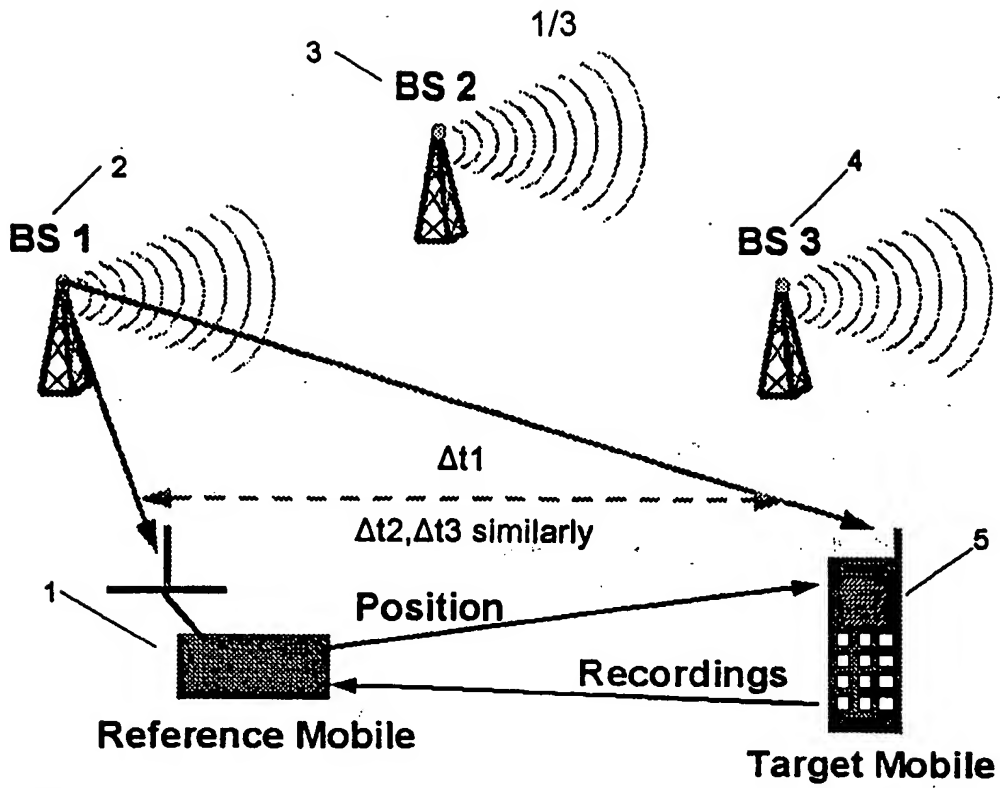 1/3
3
BS 2
2
4
BS 1
BS 3
Δt1
Δt2,Δt3 similarly
5
1
Position
Recordings
Reference Mobile
Target Mobile